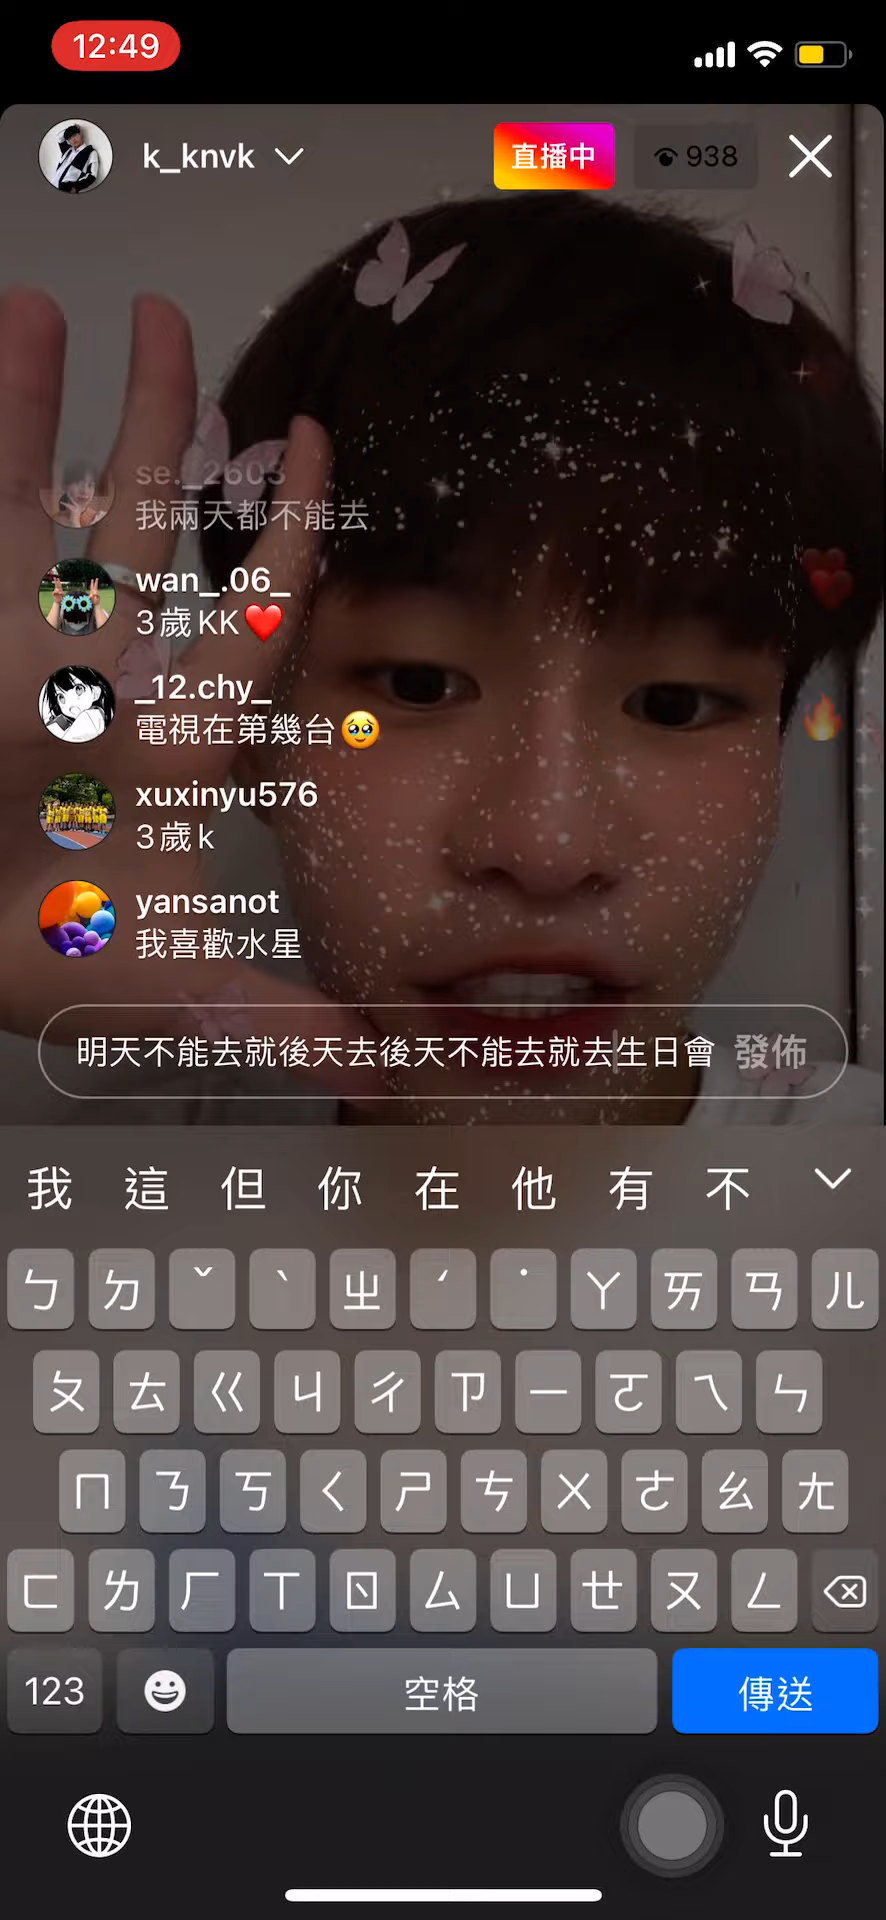 12:49
k_knvk
直播中
938
se._2603
我兩天都不能去
wan_.06_
3歲KK❤️
_12.chy_
電視在第幾台🥹
xuxinyu576
3歲k
yansanot
我喜歡水星
明天不能去就後天去後天不能去就去生日會 發佈
我 這 但 你 在 他 有 不
ㄅ ㄉ ˇ ˋ ㄓ ˊ ˙ ㄚ ㄞ ㄢ ㄦ
ㄆ ㄊ ㄍ ㄐ ㄔ ㄗ ㄧ ㄛ ㄟ ㄣ
ㄇ ㄋ ㄎ ㄑ ㄕ ㄘ ㄨ ㄜ ㄠ ㄤ
ㄈ ㄌ ㄏ ㄒ ㄖ ㄙ ㄩ ㄝ ㄡ ㄥ
123 空格 傳送